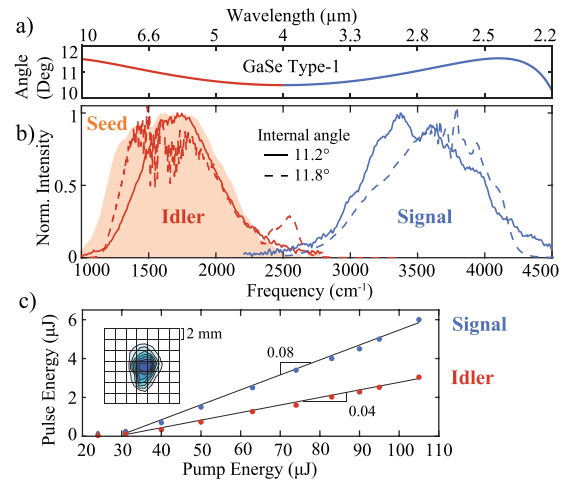 Wavelength (µm)
a)
10 6.6 5 4 3.3 2.8 2.5 2.2
Angle (Deg)
12
11
10
GaSe Type-1
b)
Norm. Intensity
1
0.5
0
Seed
Internal angle
11.2°
11.8°
Idler
Signal
1000 1500 2000 2500 3000 3500 4000 4500
Frequency (cm⁻¹)
c)
Pulse Energy (µJ)
6
4
2
0
2 mm
0.08
0.04
Signal
Idler
20 30 40 50 60 70 80 90 100 110
Pump Energy (µJ)